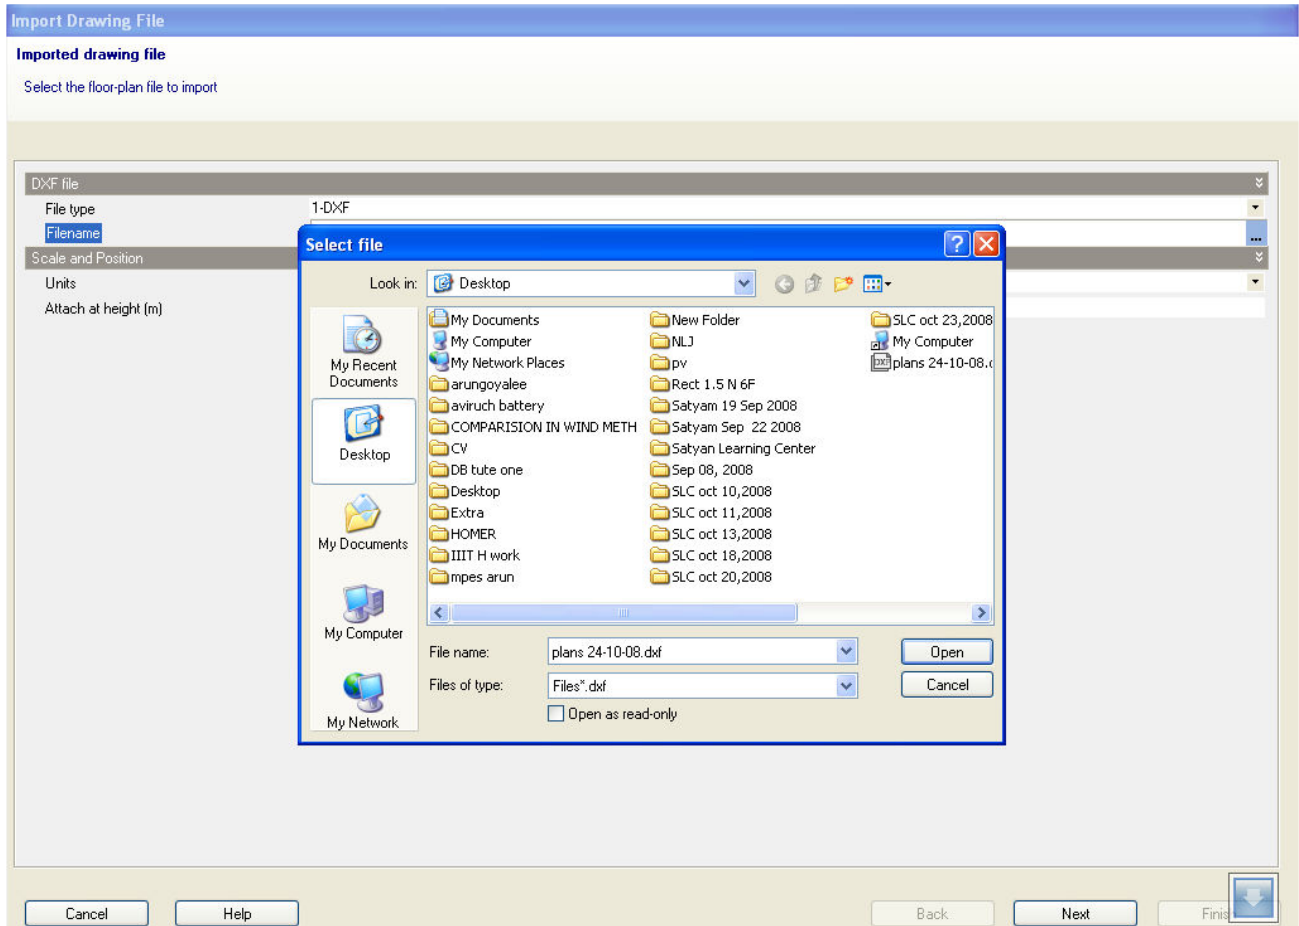 Import Drawing File
Imported drawing file
Select the floor-plan file to import
DXF file
File type 1-DXF
Filename ...
Scale and Position
Units
Attach at height (m)
Select file
Look in: Desktop
My Recent Documents
Desktop
My Documents
My Computer
My Network
My Documents
My Computer
My Network Places
arungoyalee
aviruch battery
COMPARISION IN WIND METH
CV
DB tute one
Desktop
Extra
HOMER
IIIT H work
mpes arun
New Folder
NLJ
pv
Rect 1.5 N 6F
Satyam 19 Sep 2008
Satyam Sep 22 2008
Satyan Learning Center
Sep 08, 2008
SLC oct 10,2008
SLC oct 11,2008
SLC oct 13,2008
SLC oct 18,2008
SLC oct 20,2008
SLC oct 23,2008
My Computer
plans 24-10-08.
File name: plans 24-10-08.dxf Open
Files of type: Files*.dxf Cancel
Open as read-only
Cancel Help Back Next Finis